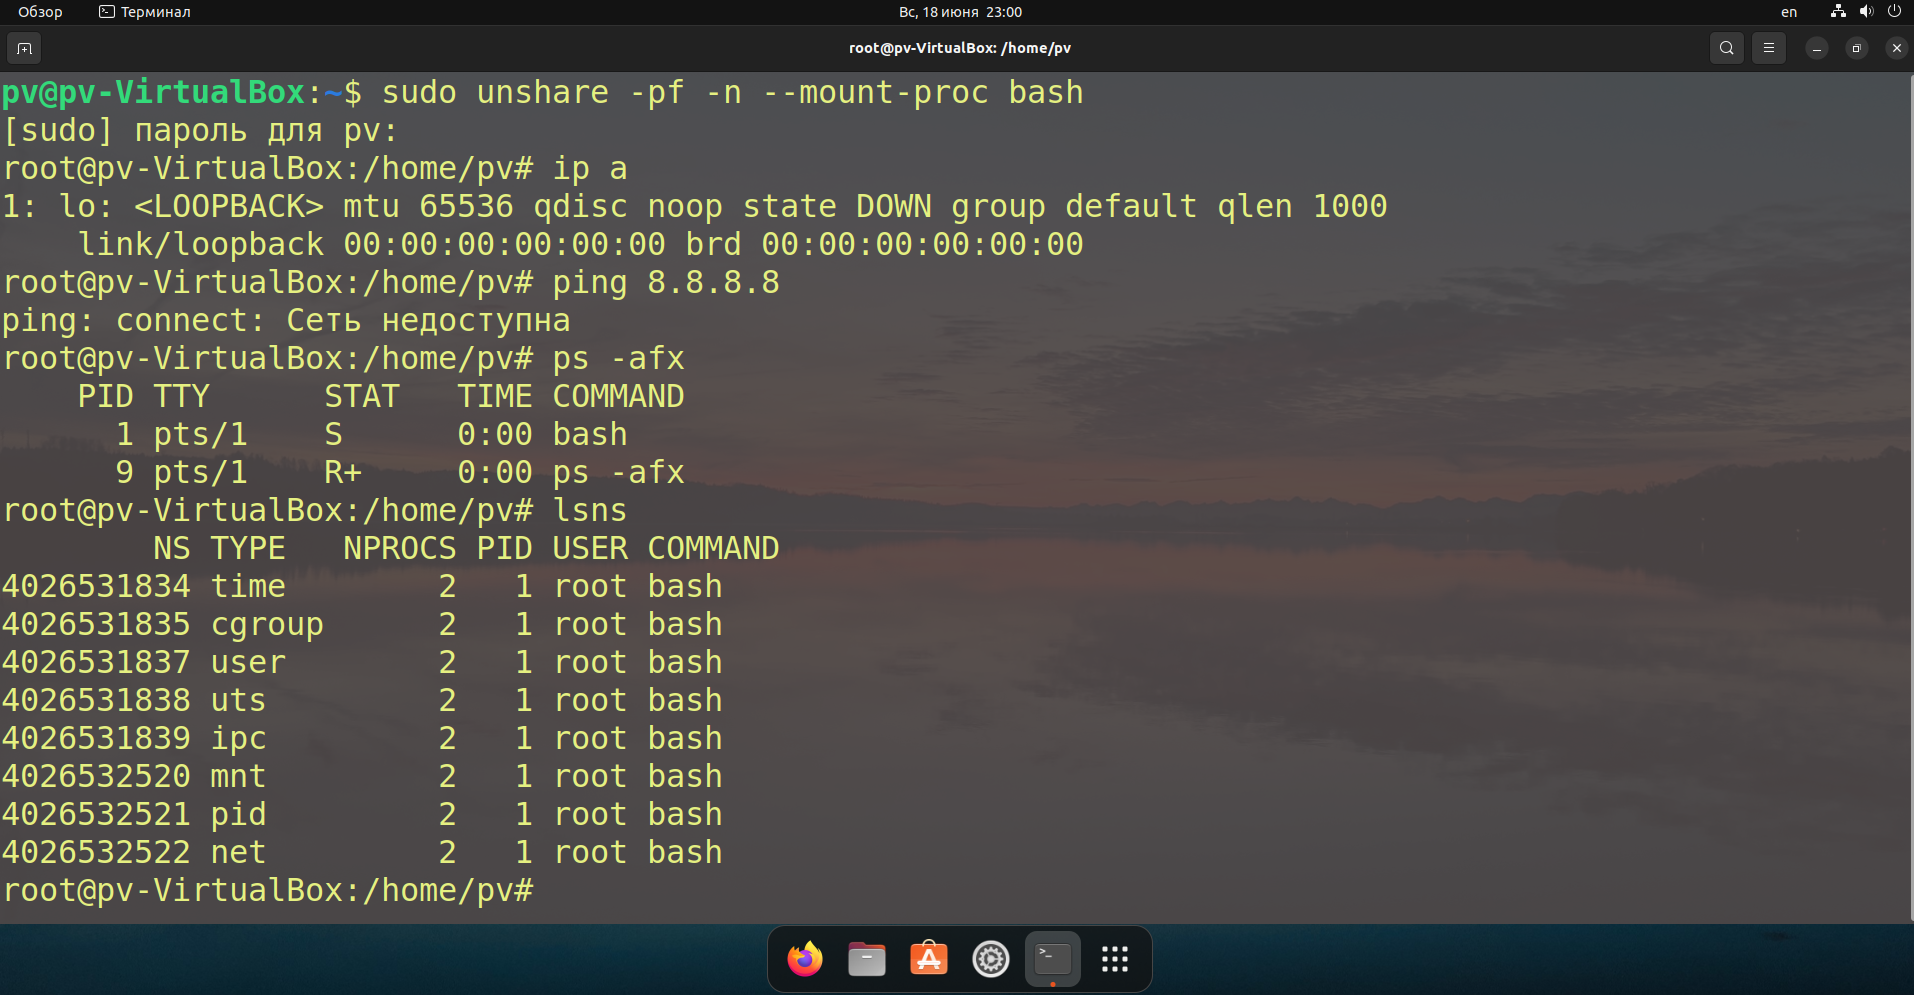 Обзор
Терминал
Вс, 18 июня 23:00
en
root@pv-VirtualBox: /home/pv
pv@pv-VirtualBox:~$ sudo unshare -pf -n --mount-proc bash
[sudo] пароль для pv:
root@pv-VirtualBox:/home/pv# ip a
1: lo: <LOOPBACK> mtu 65536 qdisc noop state DOWN group default qlen 1000
    link/loopback 00:00:00:00:00:00 brd 00:00:00:00:00:00
root@pv-VirtualBox:/home/pv# ping 8.8.8.8
ping: connect: Сеть недоступна
root@pv-VirtualBox:/home/pv# ps -afx
    PID TTY      STAT   TIME COMMAND
      1 pts/1    S      0:00 bash
      9 pts/1    R+     0:00 ps -afx
root@pv-VirtualBox:/home/pv# lsns
        NS TYPE   NPROCS PID USER COMMAND
4026531834 time        2   1 root bash
4026531835 cgroup      2   1 root bash
4026531837 user        2   1 root bash
4026531838 uts         2   1 root bash
4026531839 ipc         2   1 root bash
4026532520 mnt         2   1 root bash
4026532521 pid         2   1 root bash
4026532522 net         2   1 root bash
root@pv-VirtualBox:/home/pv#